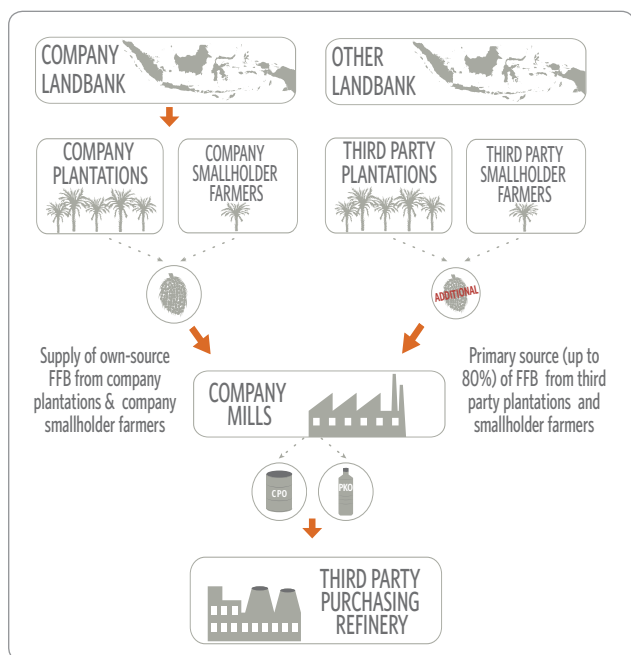 COMPANY
LANDBANK
OTHER
LANDBANK
COMPANY
PLANTATIONS
COMPANY
SMALLHOLDER
FARMERS
THIRD PARTY
PLANTATIONS
THIRD PARTY
SMALLHOLDER
FARMERS
ADDITIONAL
Supply of own-source
FFB from company
plantations & company
smallholder farmers
COMPANY
MILLS
Primary source (up to
80%) of FFB from third
party plantations and
smallholder farmers
CPO
PKO
THIRD PARTY
PURCHASING
REFINERY